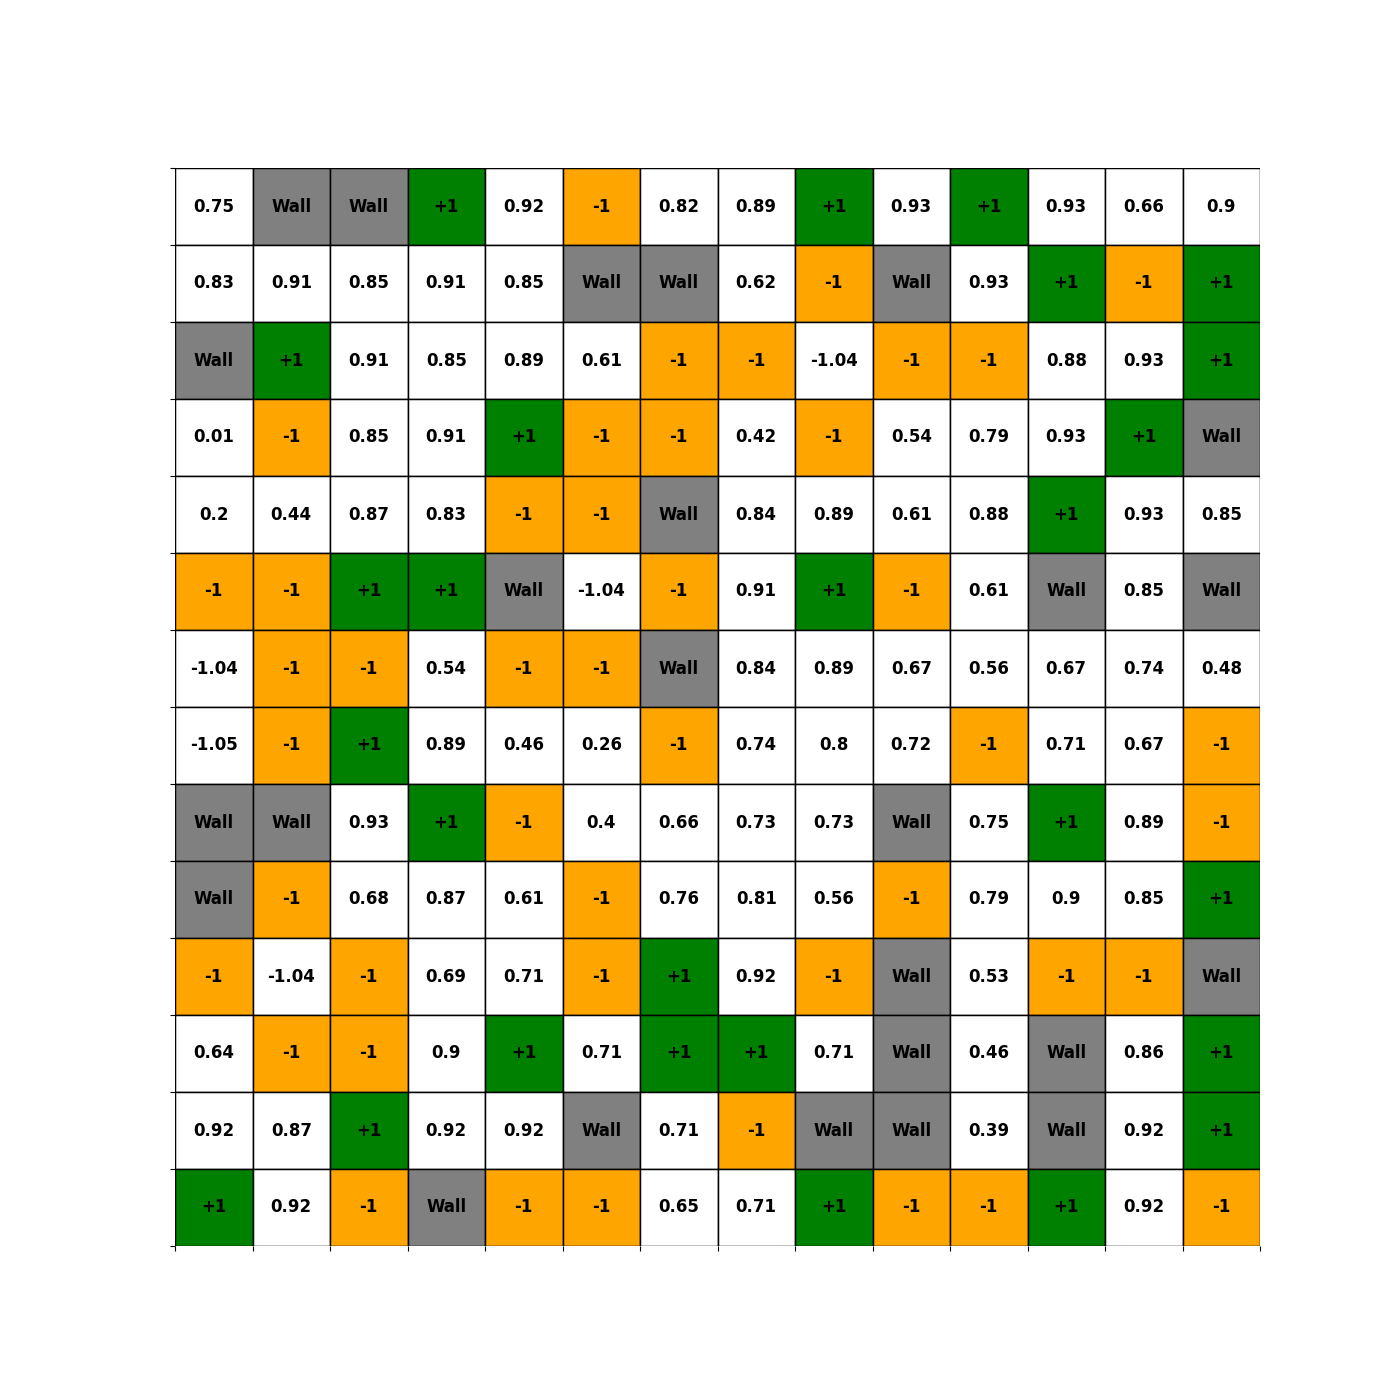 0.75 Wall Wall +1 0.92 -1 0.82 0.89 +1 0.93 +1 0.93 0.66 0.9
0.83 0.91 0.85 0.91 0.85 Wall Wall 0.62 -1 Wall 0.93 +1 -1 +1
Wall +1 0.91 0.85 0.89 0.61 -1 -1 -1.04 -1 -1 0.88 0.93 +1
0.01 -1 0.85 0.91 +1 -1 -1 0.42 -1 0.54 0.79 0.93 +1 Wall
0.2 0.44 0.87 0.83 -1 -1 Wall 0.84 0.89 0.61 0.88 +1 0.93 0.85
-1 -1 +1 +1 Wall -1.04 -1 0.91 +1 -1 0.61 Wall 0.85 Wall
-1.04 -1 -1 0.54 -1 -1 Wall 0.84 0.89 0.67 0.56 0.67 0.74 0.48
-1.05 -1 +1 0.89 0.46 0.26 -1 0.74 0.8 0.72 -1 0.71 0.67 -1
Wall Wall 0.93 +1 -1 0.4 0.66 0.73 0.73 Wall 0.75 +1 0.89 -1
Wall -1 0.68 0.87 0.61 -1 0.76 0.81 0.56 -1 0.79 0.9 0.85 +1
-1 -1.04 -1 0.69 0.71 -1 +1 0.92 -1 Wall 0.53 -1 -1 Wall
0.64 -1 -1 0.9 +1 0.71 +1 +1 0.71 Wall 0.46 Wall 0.86 +1
0.92 0.87 +1 0.92 0.92 Wall 0.71 -1 Wall Wall 0.39 Wall 0.92 +1
+1 0.92 -1 Wall -1 -1 0.65 0.71 +1 -1 -1 +1 0.92 -1